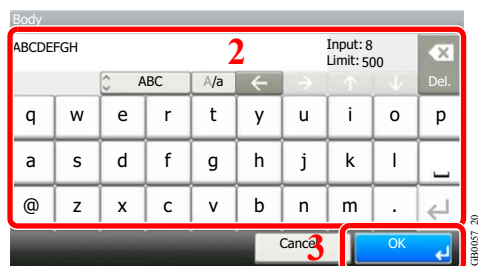 Body
ABCDEFGH 2 Input: 8
Limit: 500
ABC A/a ← → ↑ ↓ Del.
q w e r t y u i o p
a s d f g h j k l
@ z x c v b n m .
Cancel 3 OK
GB0057_20